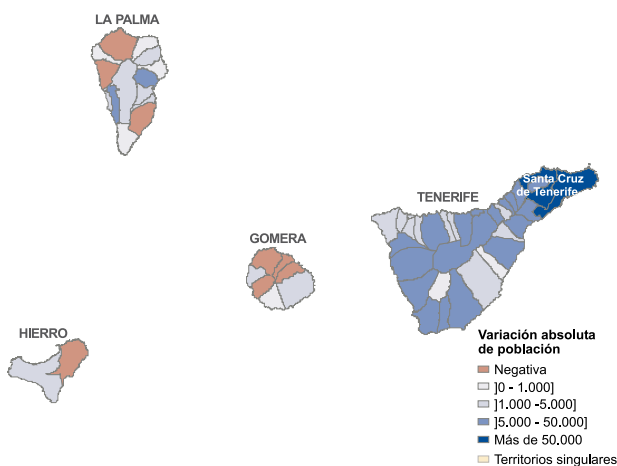 LA PALMA
Santa Cruz
de Tenerife
TENERIFE
GOMERA
HIERRO
Variación absoluta
de población
Negativa
]0 - 1.000]
]1.000 -5.000]
]5.000 - 50.000]
Más de 50.000
Territorios singulares